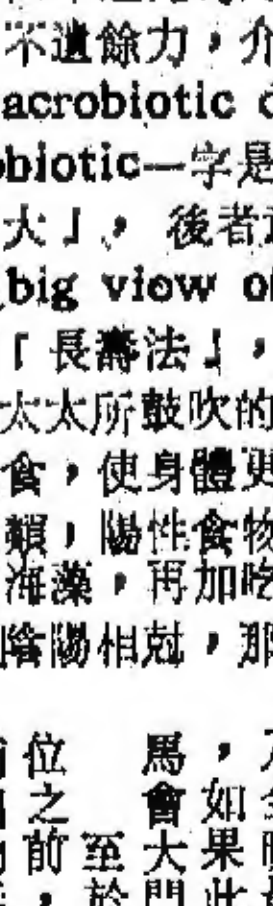 不遺餘力，介
acrobiotic
biotic一字是
大」，後者
big view o
「長壽法」，
太太所鼓吹的
食，使身體更
類，陽性食物
海藻，再加吃
陰陽相尅，那
位 馬，
之 會如
前至大果
，於門此